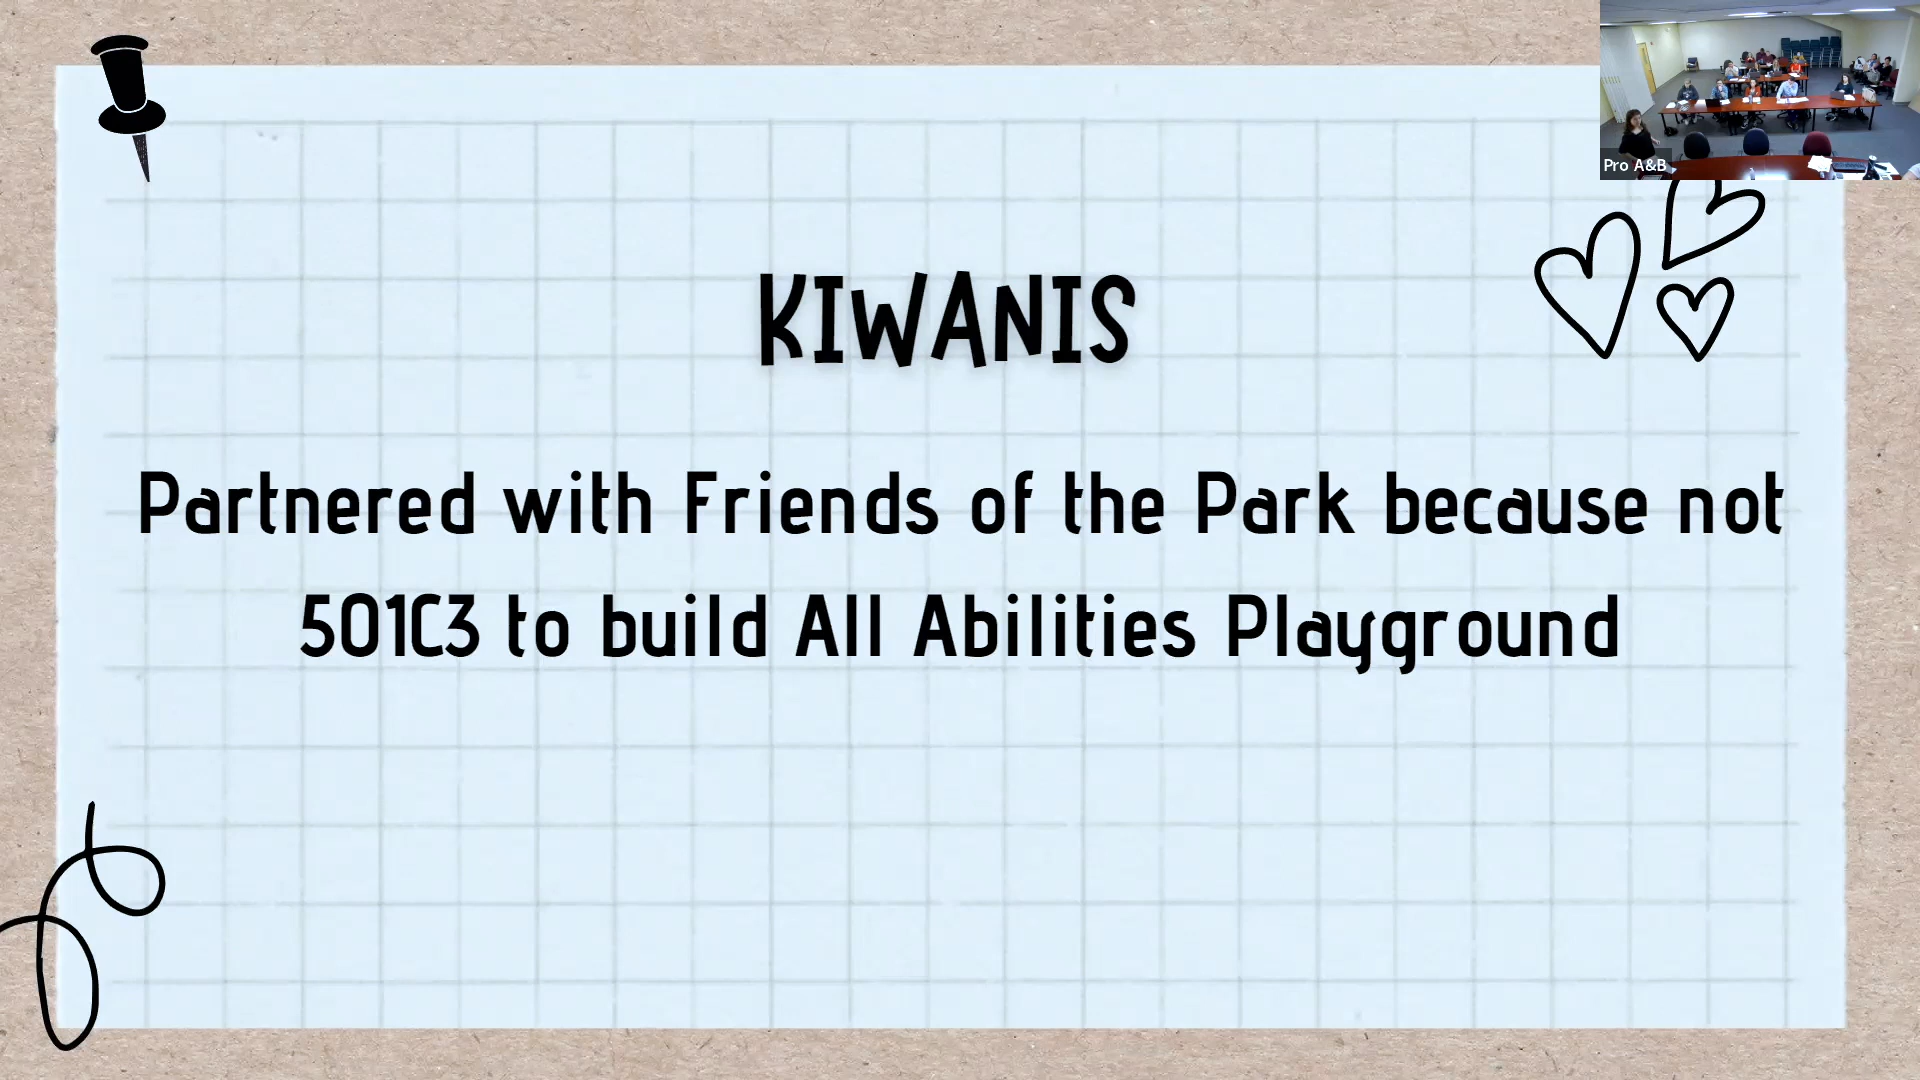 Pro A&B
KIWANIS
Partnered with Friends of the Park because not
501C3 to build All Abilities Playground